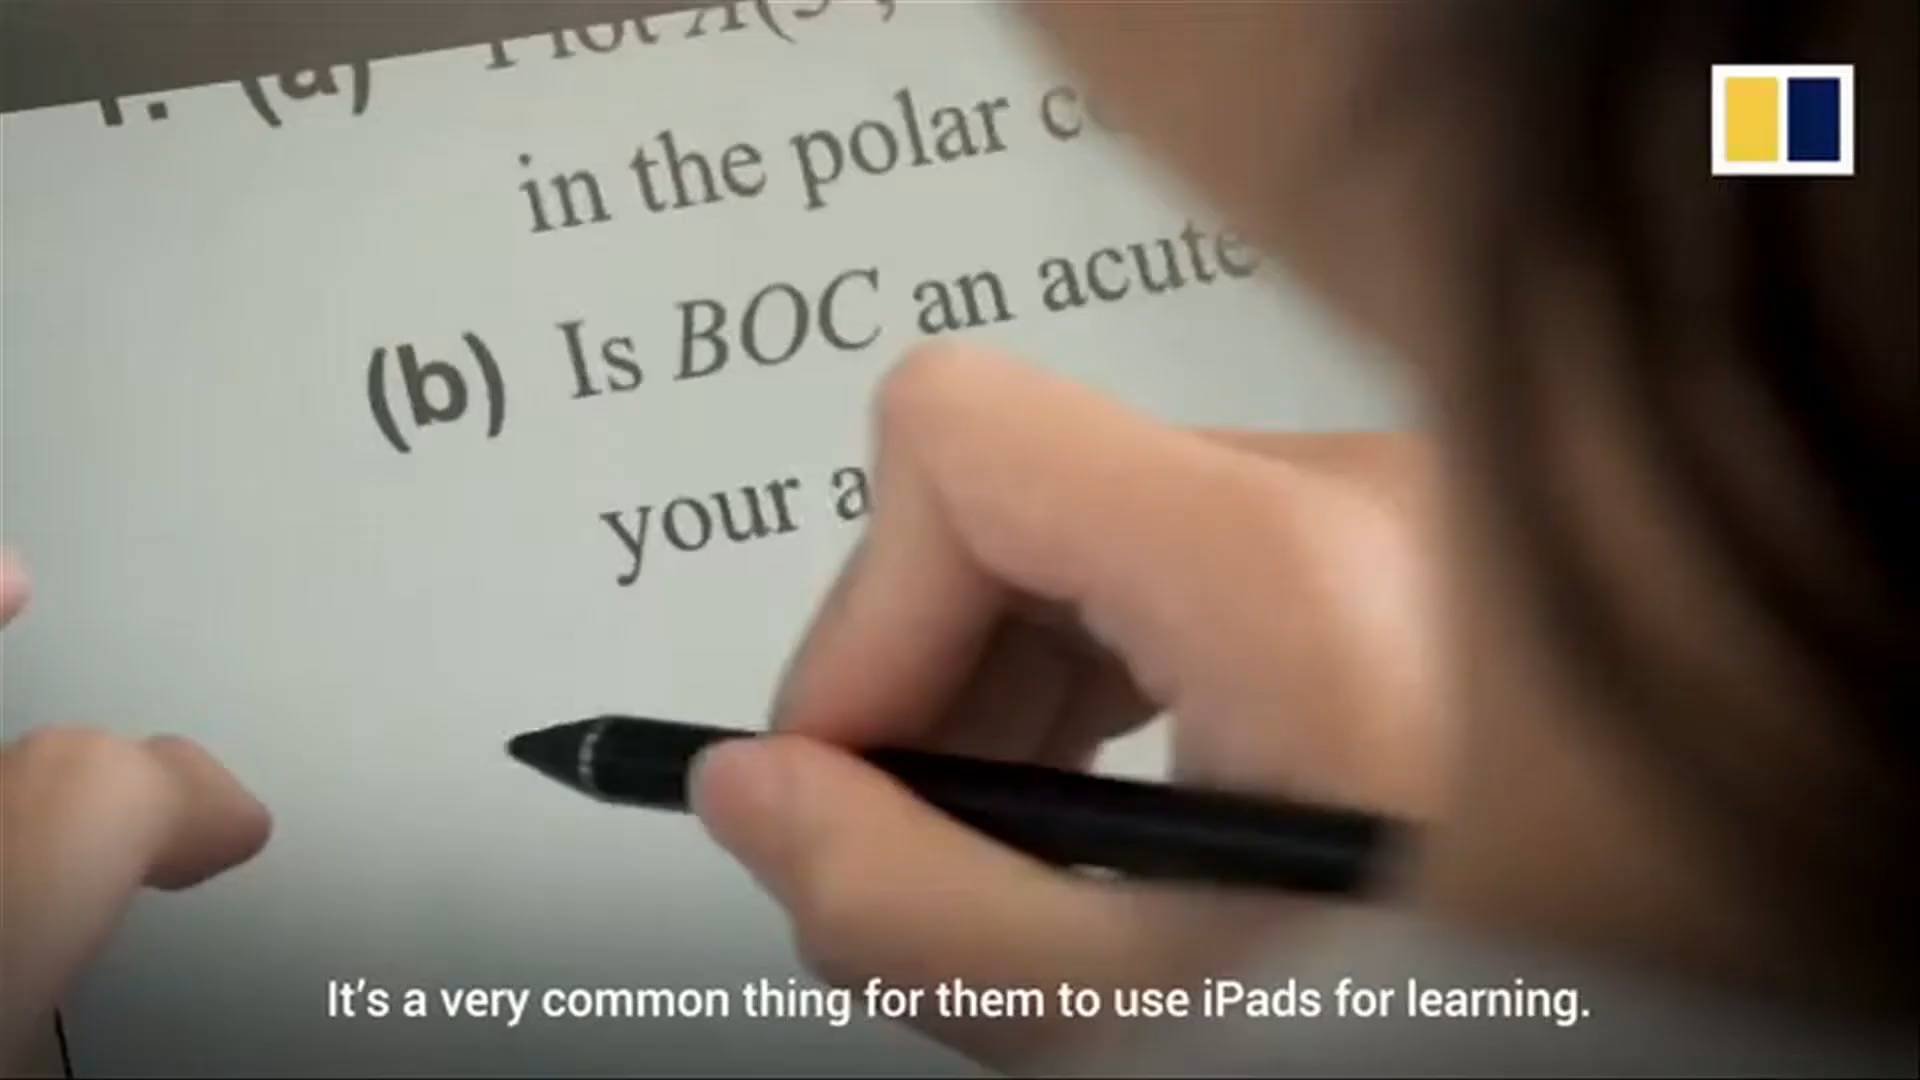 (a) Plot A(
in the polar
(b) Is BOC an acute
your
It's a very common thing for them to use iPads for learning.